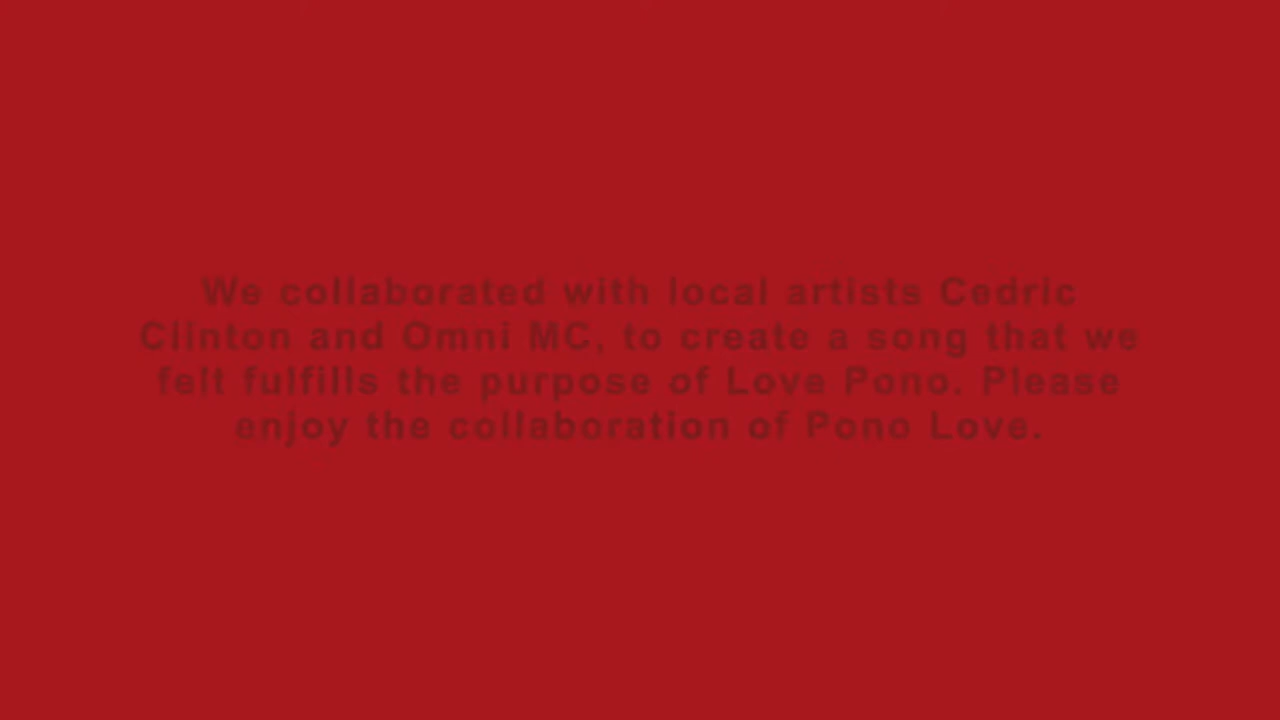 We collaborated with local artists Cedric
Clinton and Omni MC, to create a song that we
felt fulfills the purpose of Love Pono. Please
enjoy the collaboration of Pono Love.